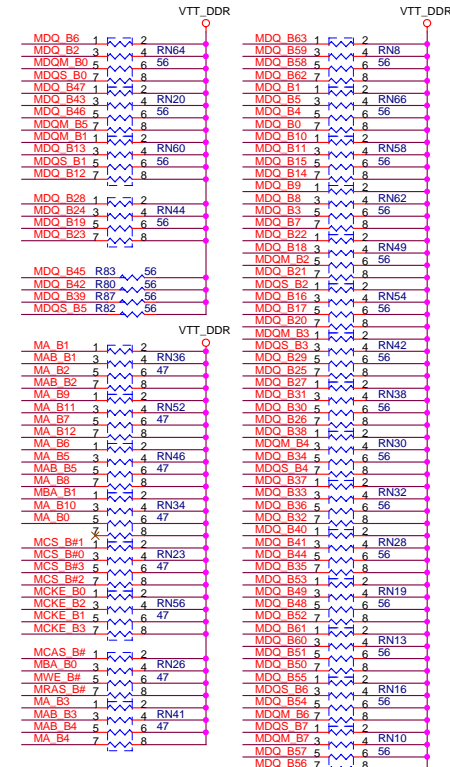 VTT_DDR
MDQ_B6 1 2
MDQ_B2 3 4 RN64
MDQM_B0 5 6 56
MDQS_B0 7 8
MDQ_B47 1 2
MDQ_B43 3 4 RN20
MDQ_B46 5 6 56
MDQM_B5 7 8
MDQM_B1 1 2
MDQ_B13 3 4 RN60
MDQS_B1 5 6 56
MDQ_B12 7 8
MDQ_B28 1 2
MDQ_B24 3 4 RN44
MDQ_B19 5 6 56
MDQ_B23 7 8
MDQ_B45 R83 56
MDQ_B42 R80 56
MDQ_B39 R87 56
MDQS_B5 R82 56
VTT_DDR
MA_B1 1 2
MAB_B1 3 4 RN36
MA_B2 5 6 47
MAB_B2 7 8
MA_B9 1 2
MA_B11 3 4 RN52
MA_B7 5 6 47
MA_B12 7 8
MA_B6 1 2
MA_B5 3 4 RN46
MAB_B5 5 6 47
MA_B8 7 8
MBA_B1 1 2
MA_B10 3 4 RN34
MA_B0 5 6 47
7 8
MCS_B#1 1 2
MCS_B#0 3 4 RN23
MCS_B#3 5 6 47
MCS_B#2 7 8
MCKE_B0 1 2
MCKE_B2 3 4 RN56
MCKE_B1 5 6 47
MCKE_B3 7 8
MCAS_B# 1 2
MBA_B0 3 4 RN26
MWE_B# 5 6 47
MRAS_B# 7 8
MA_B3 1 2
MAB_B3 3 4 RN41
MAB_B4 5 6 47
MA_B4 7 8
VTT_DDR
MDQ_B63 1 2
MDQ_B59 3 4 RN8
MDQ_B58 5 6 56
MDQ_B62 7 8
MDQ_B1 1 2
MDQ_B5 3 4 RN66
MDQ_B4 5 6 56
MDQ_B0 7 8
MDQ_B10 1 2
MDQ_B11 3 4 RN58
MDQ_B15 5 6 56
MDQ_B14 7 8
MDQ_B9 1 2
MDQ_B8 3 4 RN62
MDQ_B3 5 6 56
MDQ_B7 7 8
MDQ_B22 1 2
MDQ_B18 3 4 RN49
MDQM_B2 5 6 56
MDQ_B21 7 8
MDQS_B2 1 2
MDQ_B16 3 4 RN54
MDQ_B17 5 6 56
MDQ_B20 7 8
MDQM_B3 1 2
MDQS_B3 3 4 RN42
MDQ_B29 5 6 56
MDQ_B25 7 8
MDQ_B27 1 2
MDQ_B31 3 4 RN38
MDQ_B30 5 6 56
MDQ_B26 7 8
MDQ_B38 1 2
MDQM_B4 3 4 RN30
MDQ_B34 5 6 56
MDQS_B4 7 8
MDQ_B37 1 2
MDQ_B33 3 4 RN32
MDQ_B36 5 6 56
MDQ_B32 7 8
MDQ_B40 1 2
MDQ_B41 3 4 RN28
MDQ_B44 5 6 56
MDQ_B35 7 8
MDQ_B53 1 2
MDQ_B49 3 4 RN19
MDQ_B48 5 6 56
MDQ_B52 7 8
MDQ_B61 1 2
MDQ_B60 3 4 RN13
MDQ_B51 5 6 56
MDQ_B50 7 8
MDQ_B55 1 2
MDQS_B6 3 4 RN16
MDQ_B54 5 6 56
MDQM_B6 7 8
MDQS_B7 1 2
MDQM_B7 3 4 RN10
MDQ_B57 5 6 56
MDQ_B56 7 8